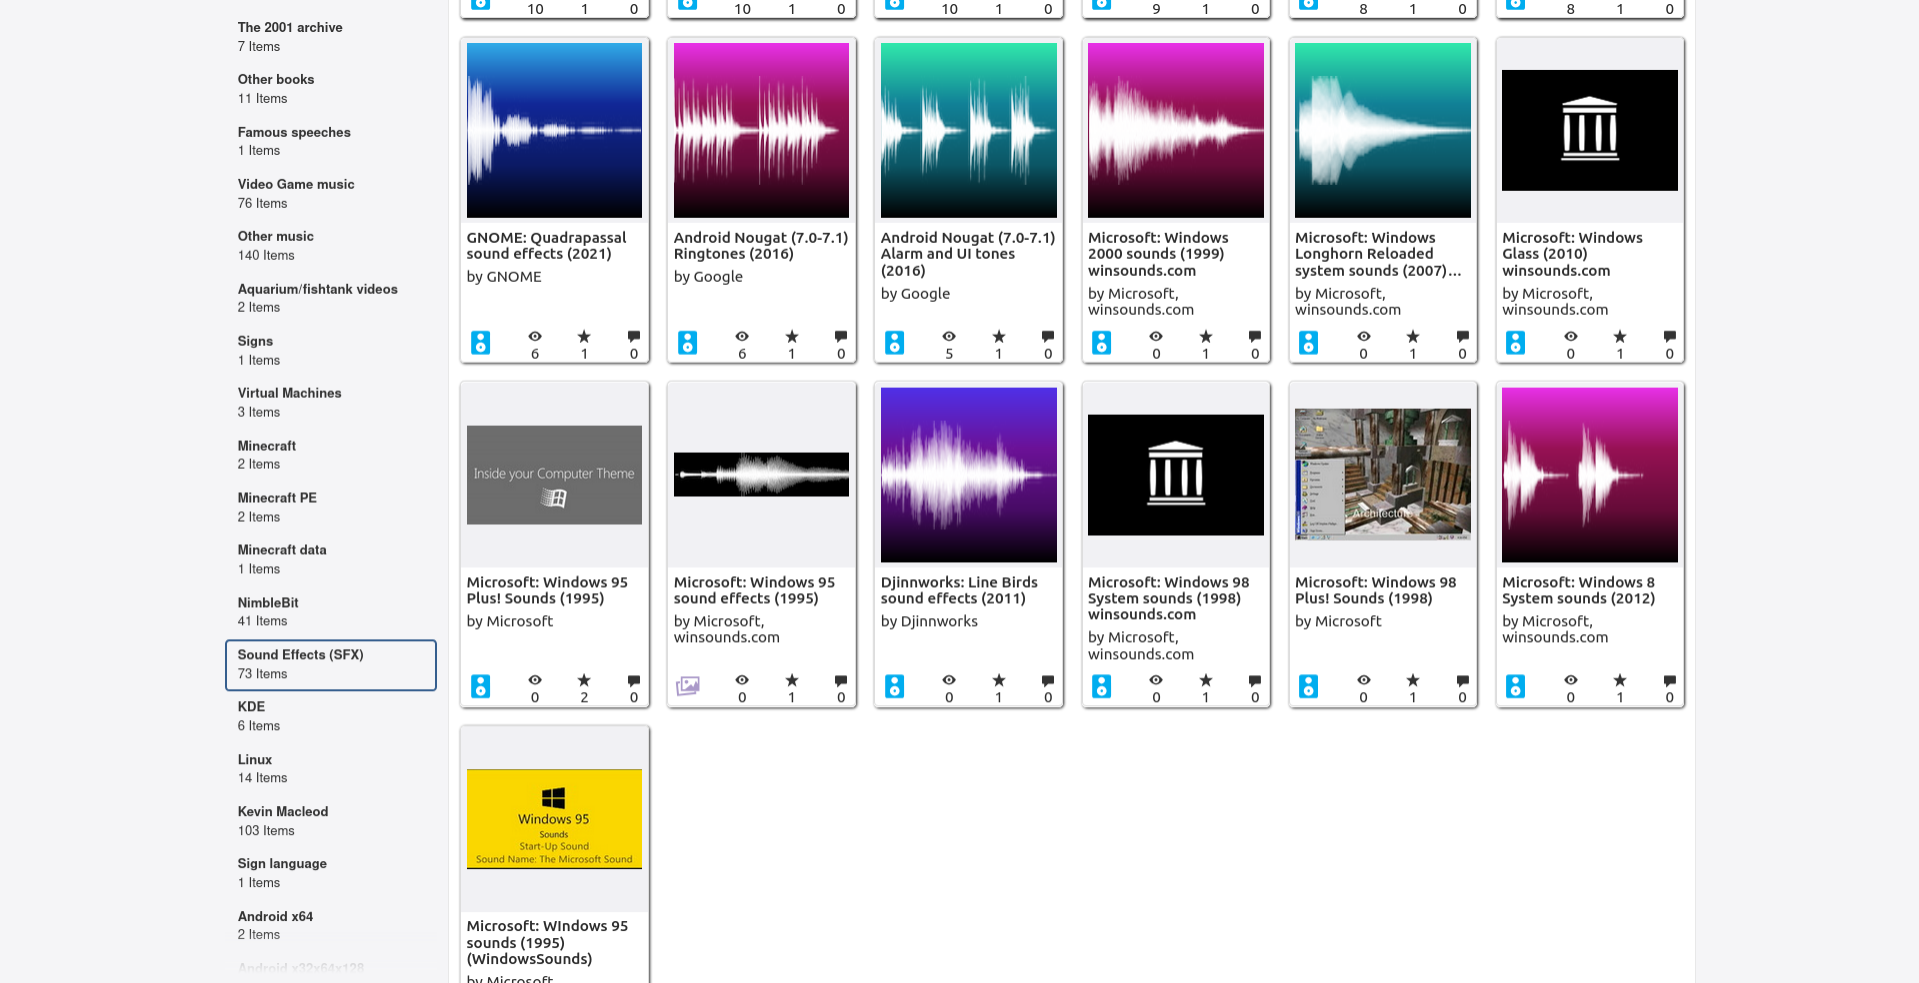 The 2001 archive
7 Items
Other books
11 Items
Famous speeches
1 Items
Video Game music
76 Items
Other music
140 Items
Aquarium/fishtank videos
2 Items
Signs
1 Items
Virtual Machines
3 Items
Minecraft
2 Items
Minecraft PE
2 Items
Minecraft data
1 Items
NimbleBit
41 Items
Sound Effects (SFX)
73 Items
KDE
6 Items
Linux
14 Items
Kevin Macleod
103 Items
Sign language
1 Items
Android x64
2 Items
Android x32x64x128
10 1 0
10 1 0
10 1 0
9 1 0
8 1 0
8 1 0
GNOME: Quadrapassal
sound effects (2021)
by GNOME
6 1 0
Android Nougat (7.0-7.1)
Ringtones (2016)
by Google
6 1 0
Android Nougat (7.0-7.1)
Alarm and UI tones
(2016)
by Google
5 1 0
Microsoft: Windows
2000 sounds (1999)
winsounds.com
by Microsoft,
winsounds.com
0 1 0
Microsoft: Windows
Longhorn Reloaded
system sounds (2007)...
by Microsoft,
winsounds.com
0 1 0
Microsoft: Windows
Glass (2010)
winsounds.com
by Microsoft,
winsounds.com
0 1 0
Inside your Computer Theme
Microsoft: Windows 95
Plus! Sounds (1995)
by Microsoft
0 2 0
Microsoft: Windows 95
sound effects (1995)
by Microsoft,
winsounds.com
0 1 0
Djinnworks: Line Birds
sound effects (2011)
by Djinnworks
0 1 0
Microsoft: Windows 98
System sounds (1998)
winsounds.com
by Microsoft,
winsounds.com
0 1 0
Architecture
Microsoft: Windows 98
Plus! Sounds (1998)
by Microsoft
0 1 0
Microsoft: Windows 8
System sounds (2012)
by Microsoft,
winsounds.com
0 1 0
Windows 95
Sounds
Start-Up Sound
Sound Name: The Microsoft Sound
Microsoft: WIndows 95
sounds (1995)
(WindowsSounds)
by Microsoft